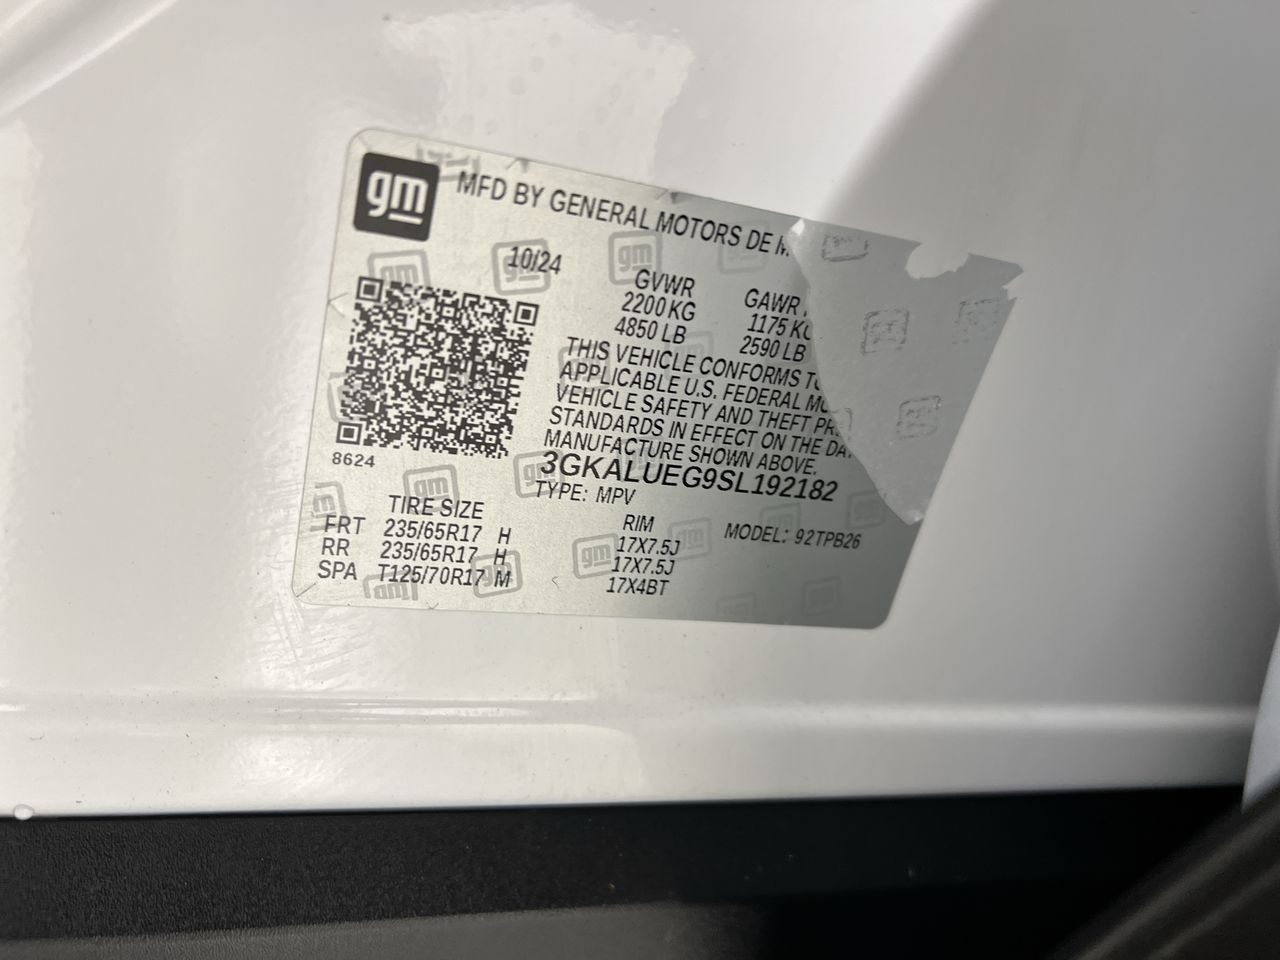 gm
MFD BY GENERAL MOTORS DE
10/24
GVWR
2200 KG
4850 LB
GAWR
1175
2590 LB
THIS VEHICLE CONFORMS
APPLICABLE U.S. FEDERAL
VEHICLE SAFETY AND THEFT
STANDARDS IN EFFECT ON THE
MANUFACTURE SHOWN ABOVE.
3GKALUEG9SL192182
TYPE: MPV
MODEL: 92TPB26
8624
TIRE SIZE RIM
FRT 235/65R17 H 17X7.5J
RR 235/65R17 H 17X7.5J
SPA T125/70R17 M 17X4BT